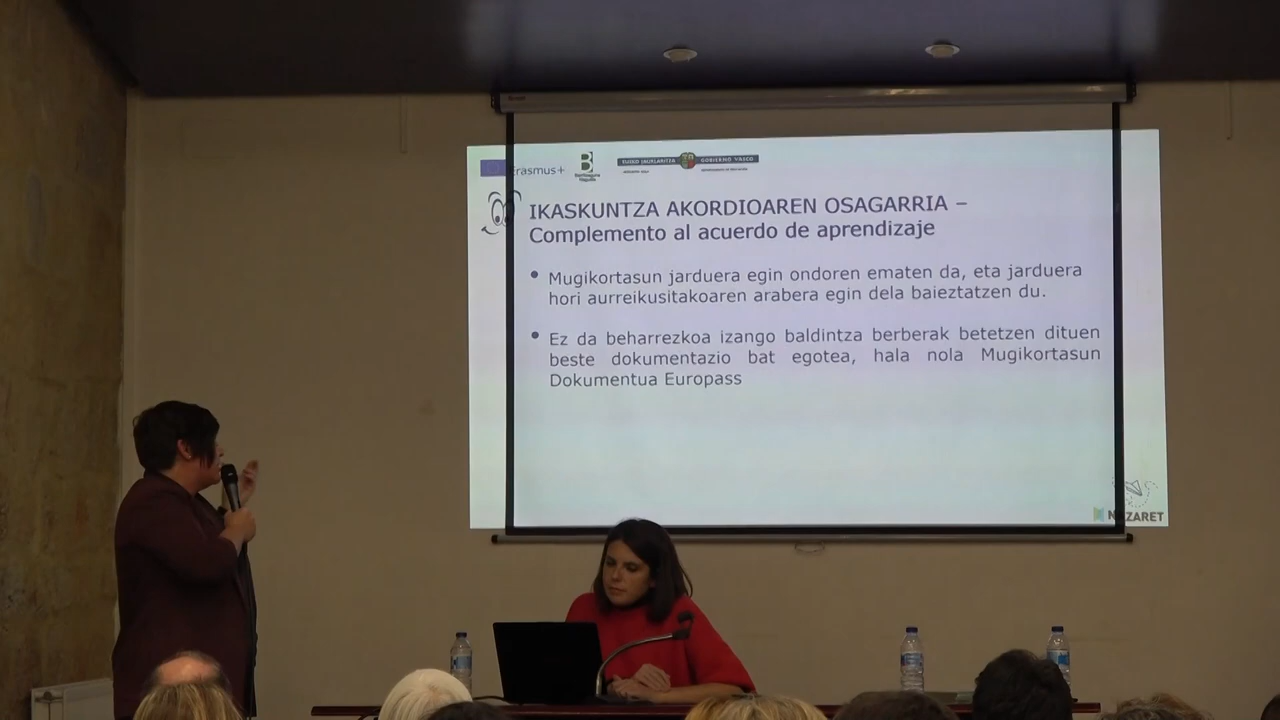 Erasmus+
B
Berritzegune
Nagusia
EUSKO JAURLARITZA GOBIERNO VASCO
IKASKUNTZA AKORDIOAREN OSAGARRIA –
Complemento al acuerdo de aprendizaje
• Mugikortasun jarduera egin ondoren ematen da, eta jarduera
hori aurreikusitakoaren arabera egin dela baieztatzen du.
• Ez da beharrezkoa izango baldintza berberak betetzen dituen
beste dokumentazio bat egotea, hala nola Mugikortasun
Dokumentua Europass
NAZARET